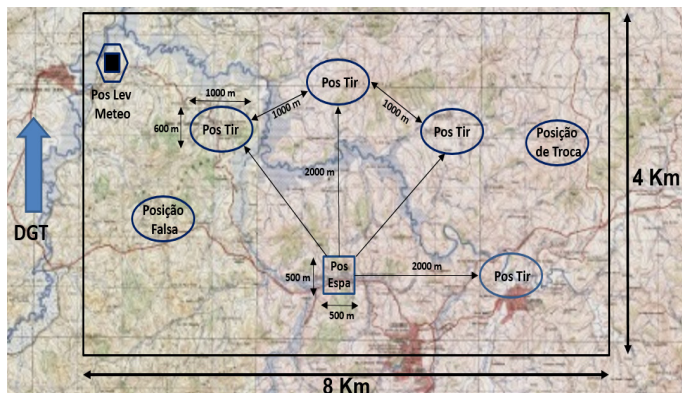 Pos Lev
Meteo
1000 m
600 m
Pos Tir
1000 m
Pos Tir
1000 m
Pos Tir
Posição
de Troca
4 Km
2000 m
Posição
Falsa
DGT
500 m
Pos
Espa
500 m
2000 m
Pos Tir
8 Km